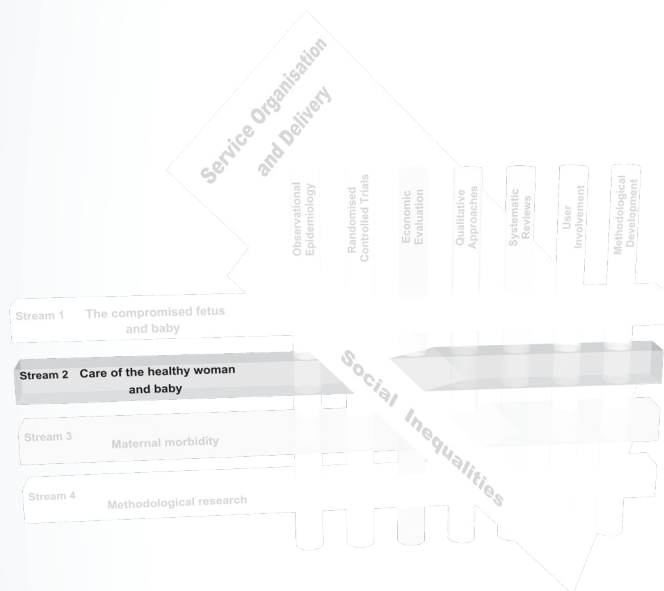 Service Organisation
and Delivery
Observational
Epidemiology
Randomised
Controlled Trials
Economic
Evaluation
Qualitative
Approaches
Systematic
Reviews
User
Involvement
Methodological
Development
Stream 1 The compromised fetus
and baby
Stream 2 Care of the healthy woman
and baby
Social Inequalities
Stream 3 Maternal morbidity
Stream 4 Methodological research